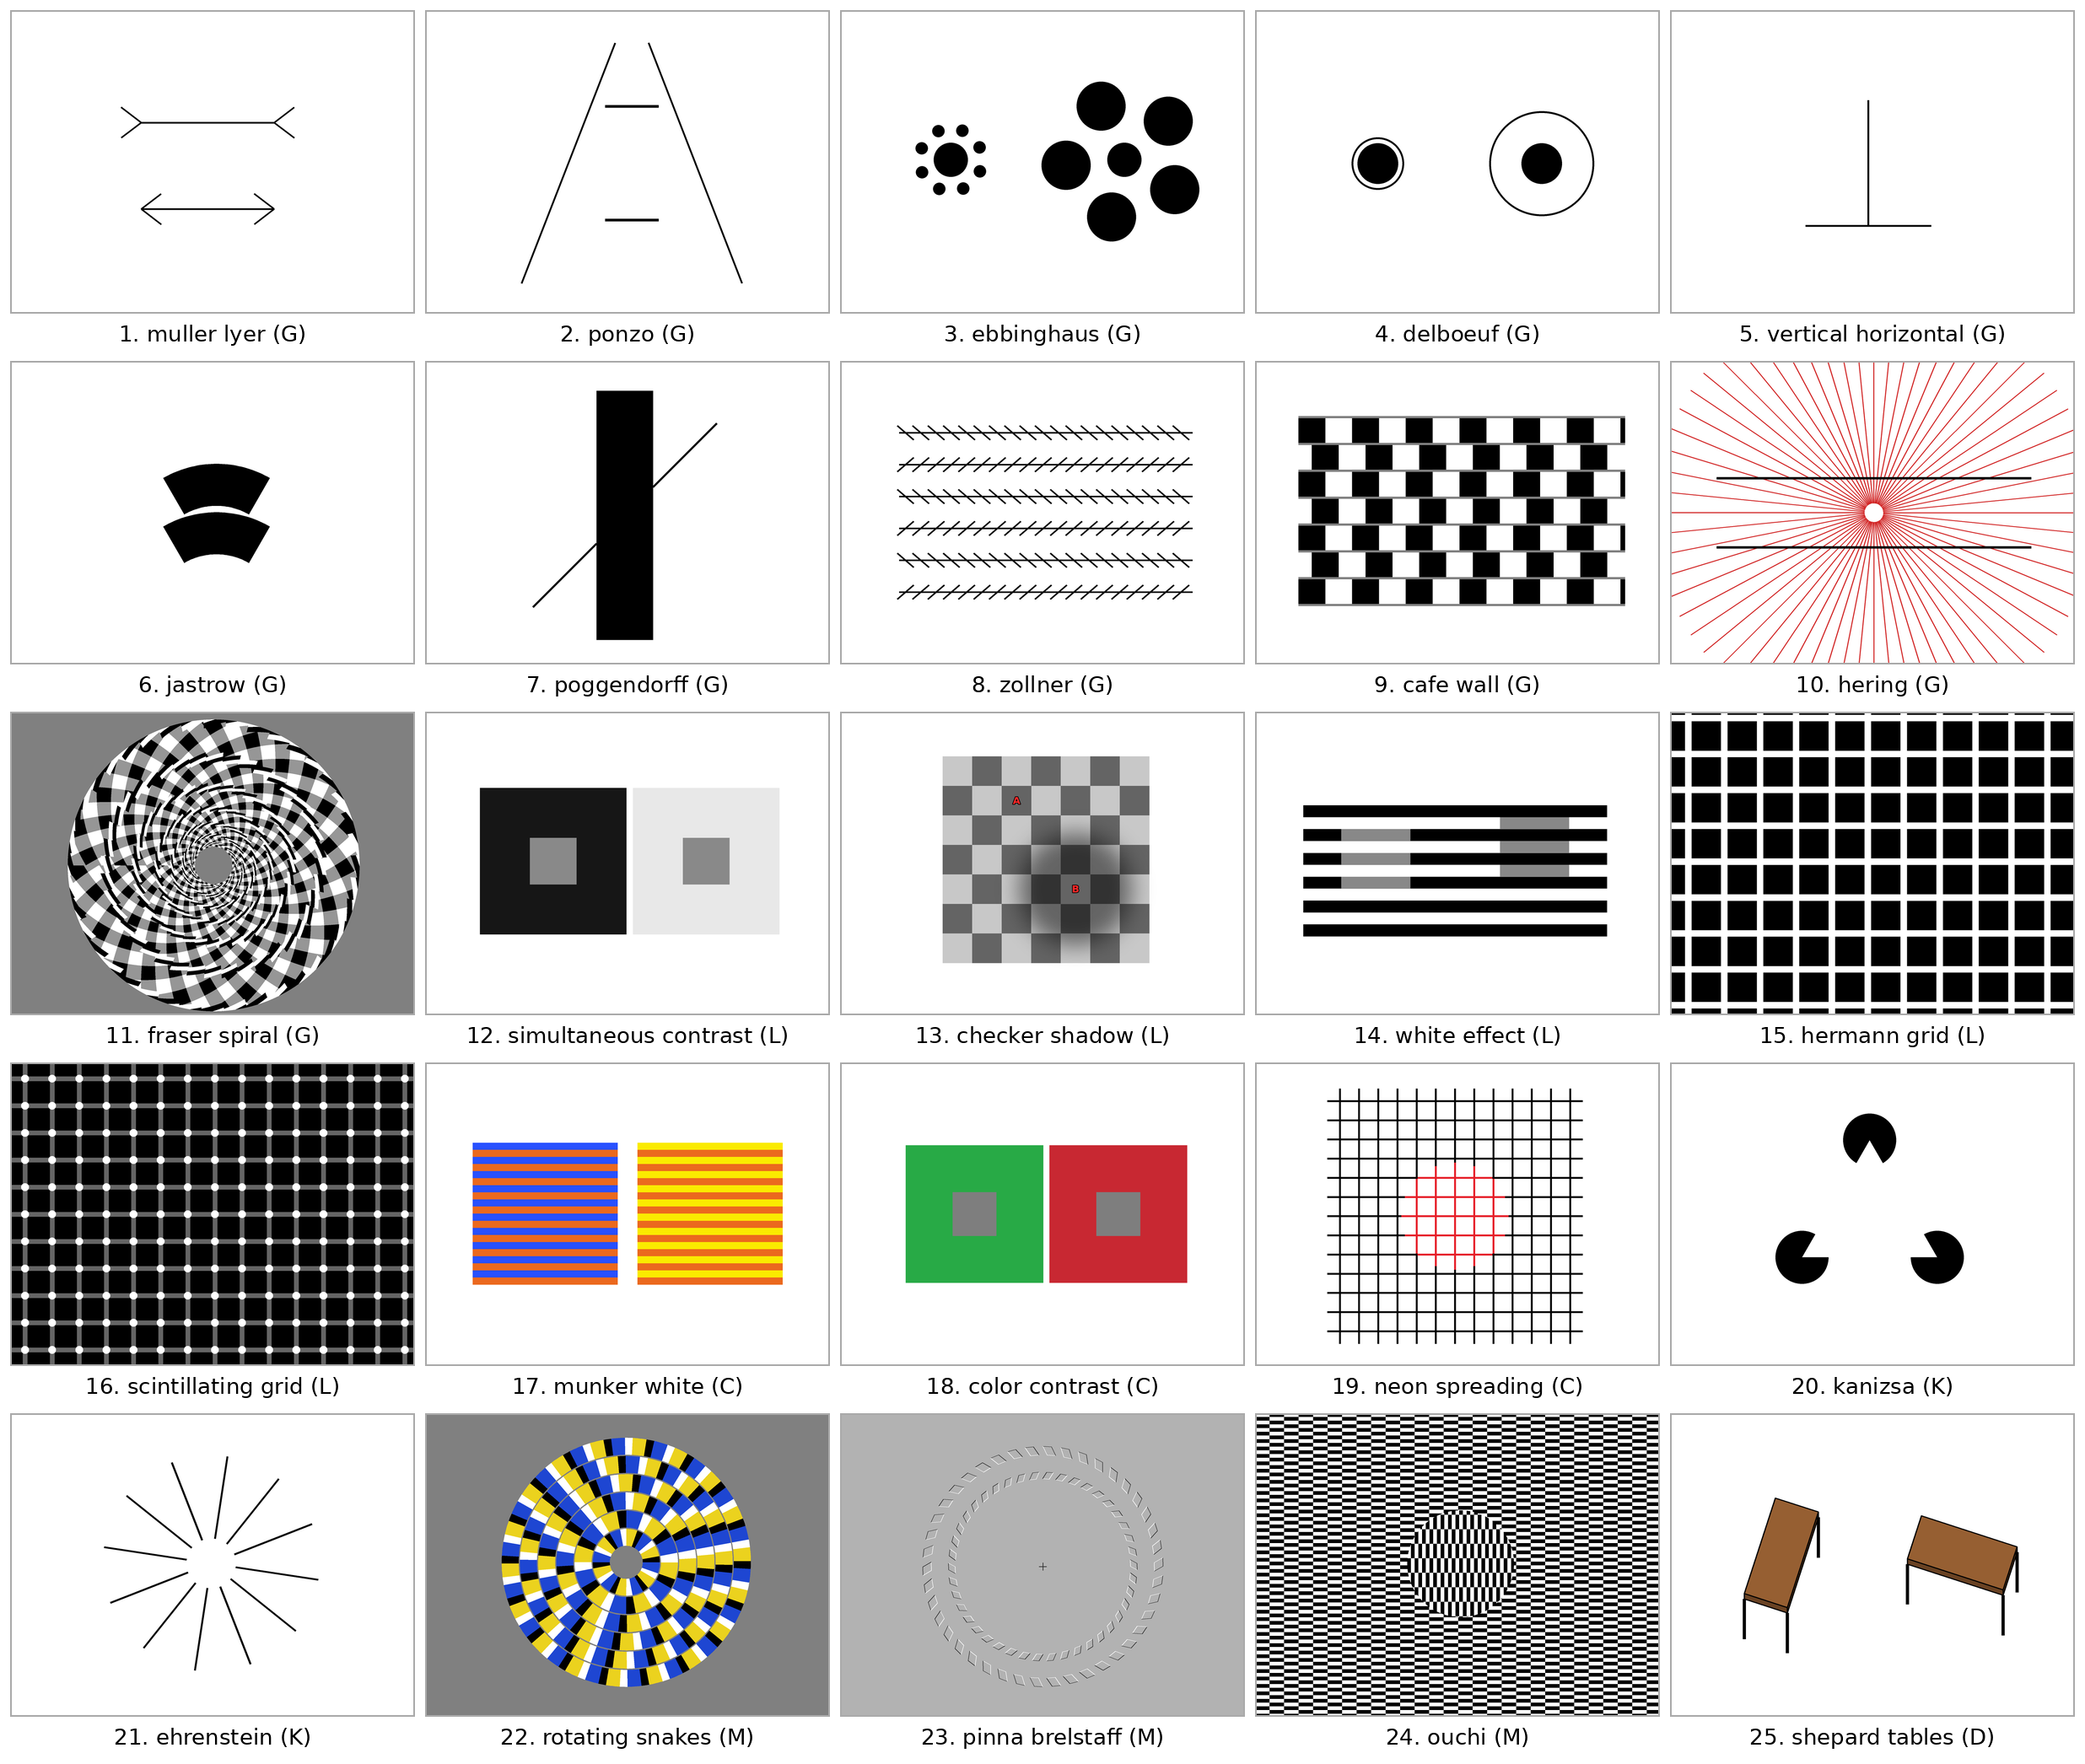 1. muller lyer (G)
2. ponzo (G)
3. ebbinghaus (G)
4. delboeuf (G)
5. vertical horizontal (G)
6. jastrow (G)
7. poggendorff (G)
8. zollner (G)
9. cafe wall (G)
10. hering (G)
A
B
11. fraser spiral (G)
12. simultaneous contrast (L)
13. checker shadow (L)
14. white effect (L)
15. hermann grid (L)
16. scintillating grid (L)
17. munker white (C)
18. color contrast (C)
19. neon spreading (C)
20. kanizsa (K)
21. ehrenstein (K)
22. rotating snakes (M)
23. pinna brelstaff (M)
24. ouchi (M)
25. shepard tables (D)